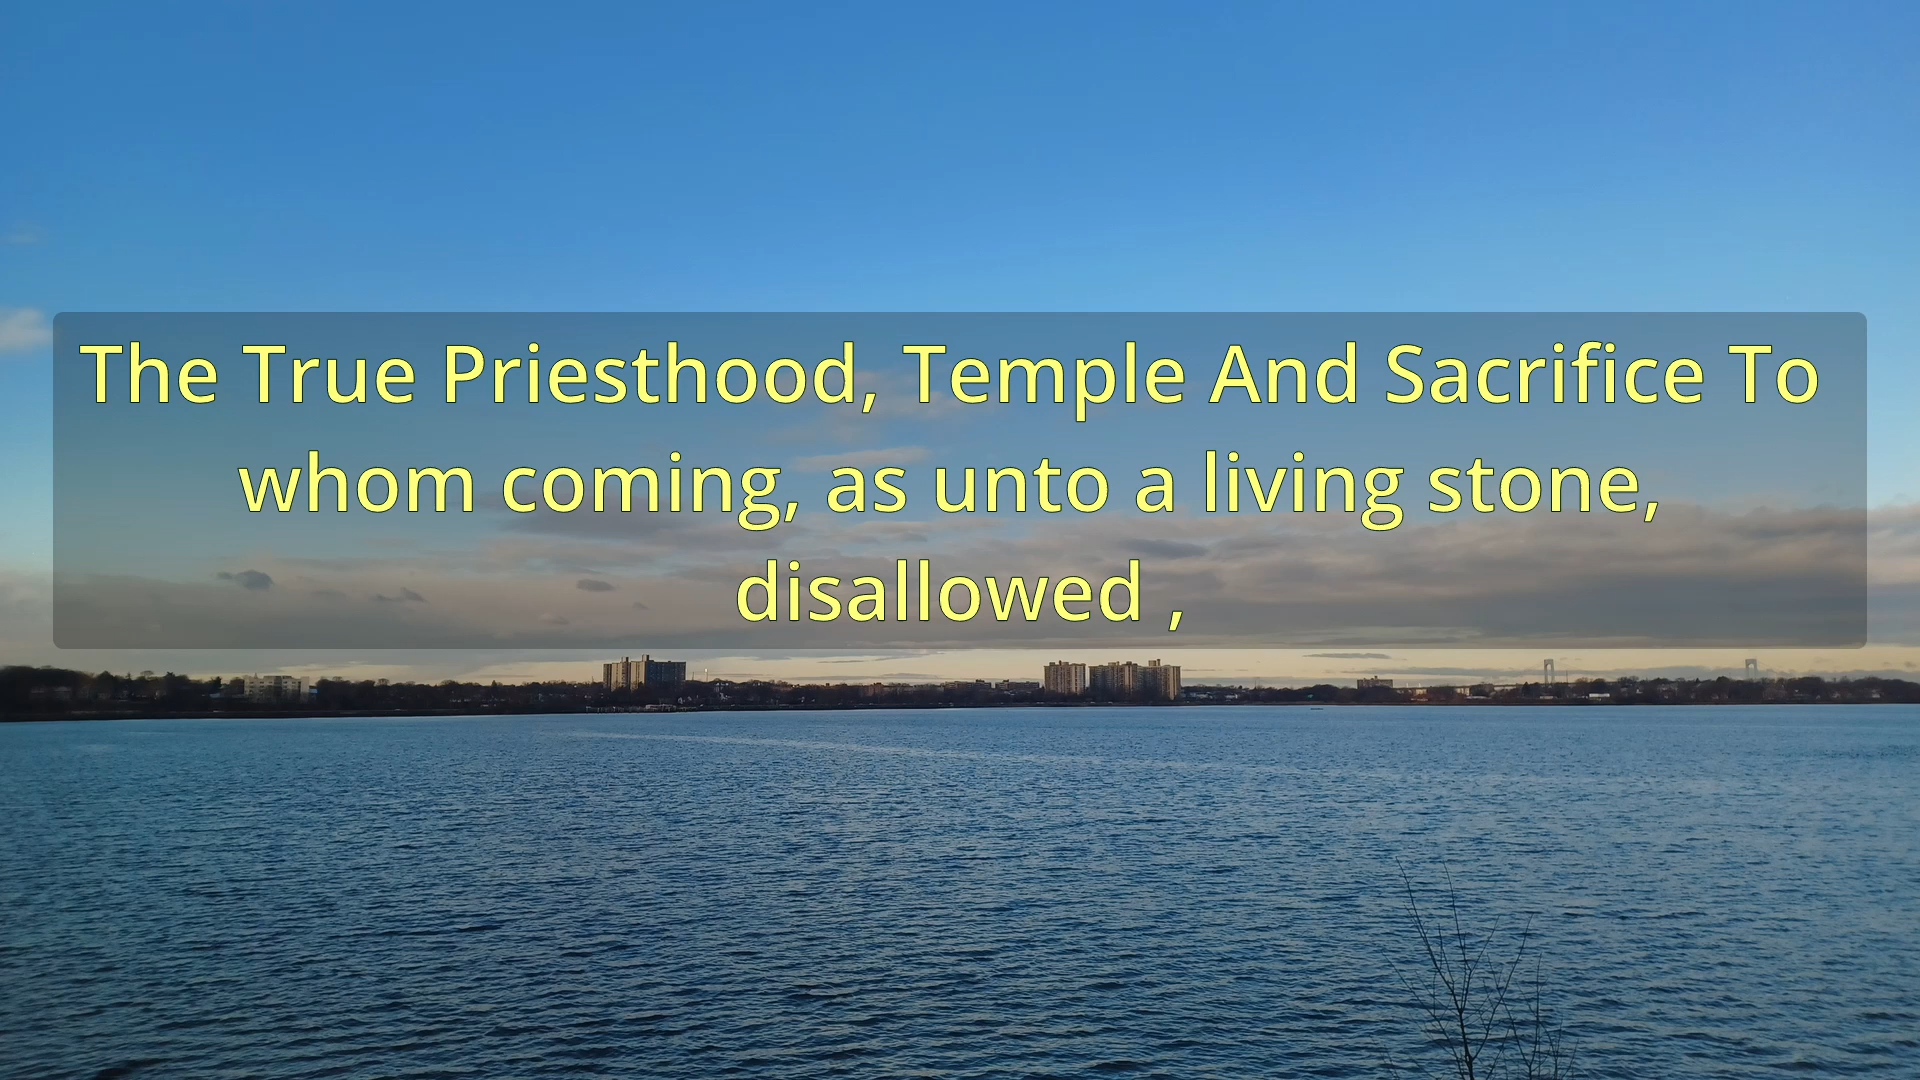 The True Priesthood, Temple And Sacrifice To
whom coming, as unto a living stone,
disallowed ,